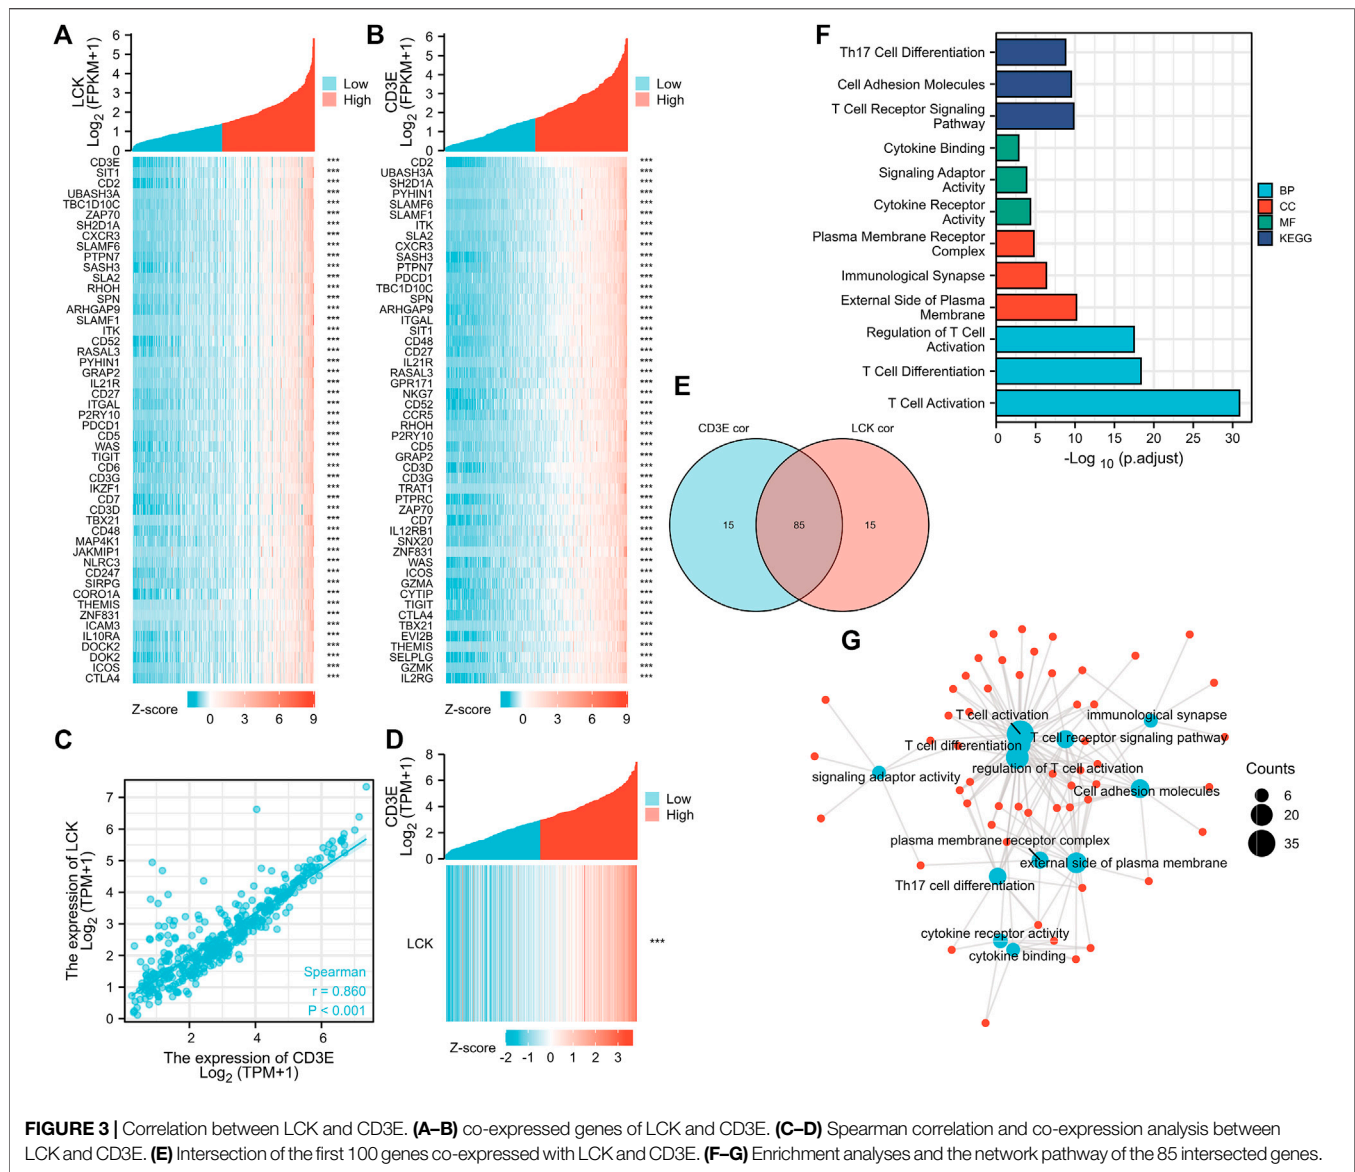 A
LCK
Log2 (FPKM+1)
6
5
4
3
2
1
0
Low
High
CD3E ***
SIT1 ***
CD2 ***
UBASH3A ***
TBC1D10C ***
ZAP70 ***
SH2D1A ***
CXCR3 ***
SLAMF6 ***
PTPN7 ***
SASH3 ***
SLA2 ***
RHOH ***
SPN ***
ARHGAP9 ***
SLAMF1 ***
ITK ***
CD52 ***
RASAL3 ***
PYHIN1 ***
GRAP2 ***
IL21R ***
CD27 ***
ITGAL ***
P2RY10 ***
PDCD1 ***
CD5 ***
WAS ***
TIGIT ***
CD6 ***
CD3G ***
IKZF1 ***
CD7 ***
CD3D ***
TBX21 ***
CD48 ***
MAP4K1 ***
JAKMIP1 ***
NLRC3 ***
CD247 ***
SIRPG ***
CORO1A ***
THEMIS ***
ZNF831 ***
ICAM3 ***
IL10RA ***
DOCK2 ***
DOK2 ***
ICOS ***
CTLA4 ***
Z-score
0 3 6 9
B
CD3E
Log2 (FPKM+1)
6
5
4
3
2
1
0
Low
High
CD2 ***
UBASH3A ***
SH2D1A ***
PYHIN1 ***
SLAMF6 ***
SLAMF1 ***
ITK ***
SLA2 ***
CXCR3 ***
SASH3 ***
PTPN7 ***
PDCD1 ***
TBC1D10C ***
SPN ***
ARHGAP9 ***
ITGAL ***
SIT1 ***
CD48 ***
CD27 ***
IL21R ***
RASAL3 ***
GPR171 ***
NKG7 ***
CD52 ***
CCR5 ***
RHOH ***
P2RY10 ***
CD5 ***
GRAP2 ***
CD3D ***
CD3G ***
TRAT1 ***
PTPRC ***
ZAP70 ***
CD7 ***
IL12RB1 ***
SNX20 ***
ZNF831 ***
WAS ***
ICOS ***
GZMA ***
CYTIP ***
TIGIT ***
CTLA4 ***
TBX21 ***
EVI2B ***
THEMIS ***
SELPLG ***
GZMK ***
IL2RG ***
Z-score
0 3 6 9
C
The expression of LCK
Log2 (TPM+1)
7
6
5
4
3
2
1
0
Spearman
r = 0.860
P < 0.001
2 4 6
The expression of CD3E
Log2 (TPM+1)
D
CD3E
Log2 (TPM+1)
8
6
4
2
0
Low
High
LCK ***
Z-score
-2 -1 0 1 2 3
E
CD3E cor LCK cor
15 85 15
F
Th17 Cell Differentiation
Cell Adhesion Molecules
T Cell Receptor Signaling
Pathway
Cytokine Binding
Signaling Adaptor
Activity
Cytokine Receptor
Activity
Plasma Membrane Receptor
Complex
Immunological Synapse
External Side of Plasma
Membrane
Regulation of T Cell
Activation
T Cell Differentiation
T Cell Activation
0 5 10 15 20 25 30
-Log 10 (p.adjust)
BP
CC
MF
KEGG
G
T cell activation
immunological synapse
T cell differentiation
T cell receptor signaling pathway
regulation of T cell activation
signaling adaptor activity
Cell adhesion molecules
plasma membrane receptor complex
external side of plasma membrane
Th17 cell differentiation
cytokine receptor activity
cytokine binding
Counts
6
20
35
FIGURE 3 | Correlation between LCK and CD3E. (A–B) co-expressed genes of LCK and CD3E. (C–D) Spearman correlation and co-expression analysis between
LCK and CD3E. (E) Intersection of the first 100 genes co-expressed with LCK and CD3E. (F–G) Enrichment analyses and the network pathway of the 85 intersected genes.